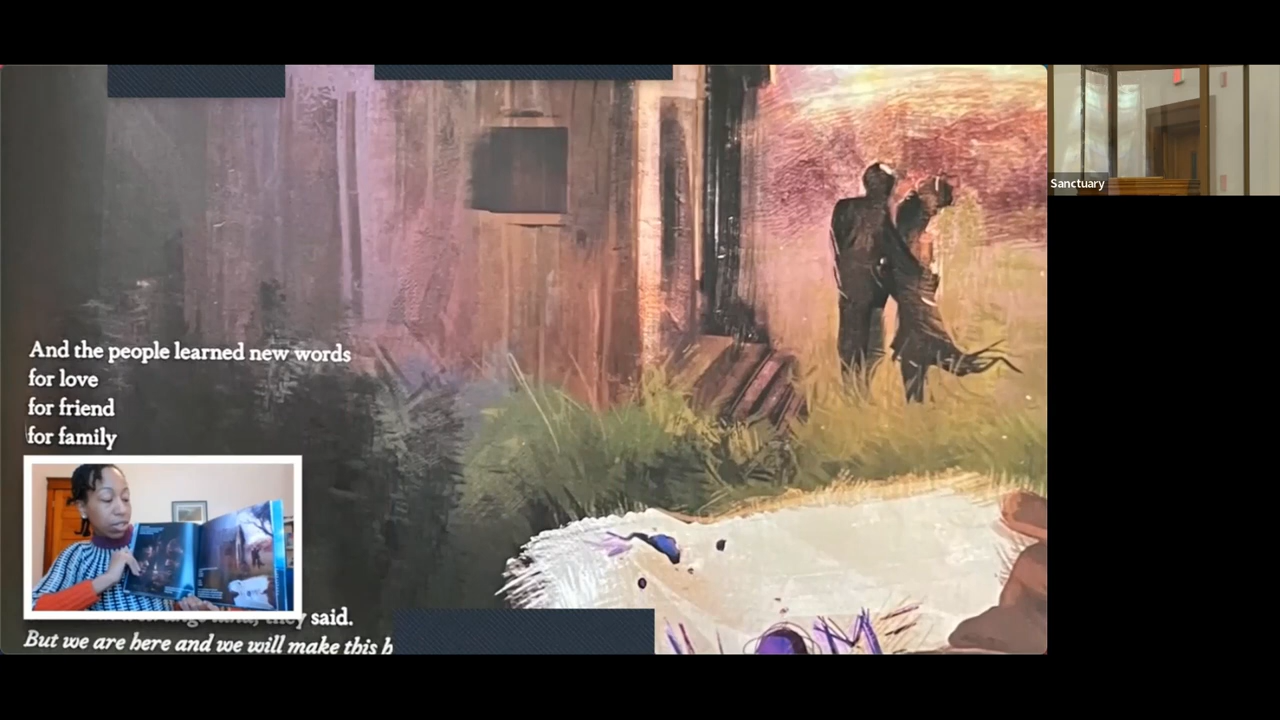 And the people learned new words
for love
for friend
for family
said.
But we are here and we will make this
Sanctuary